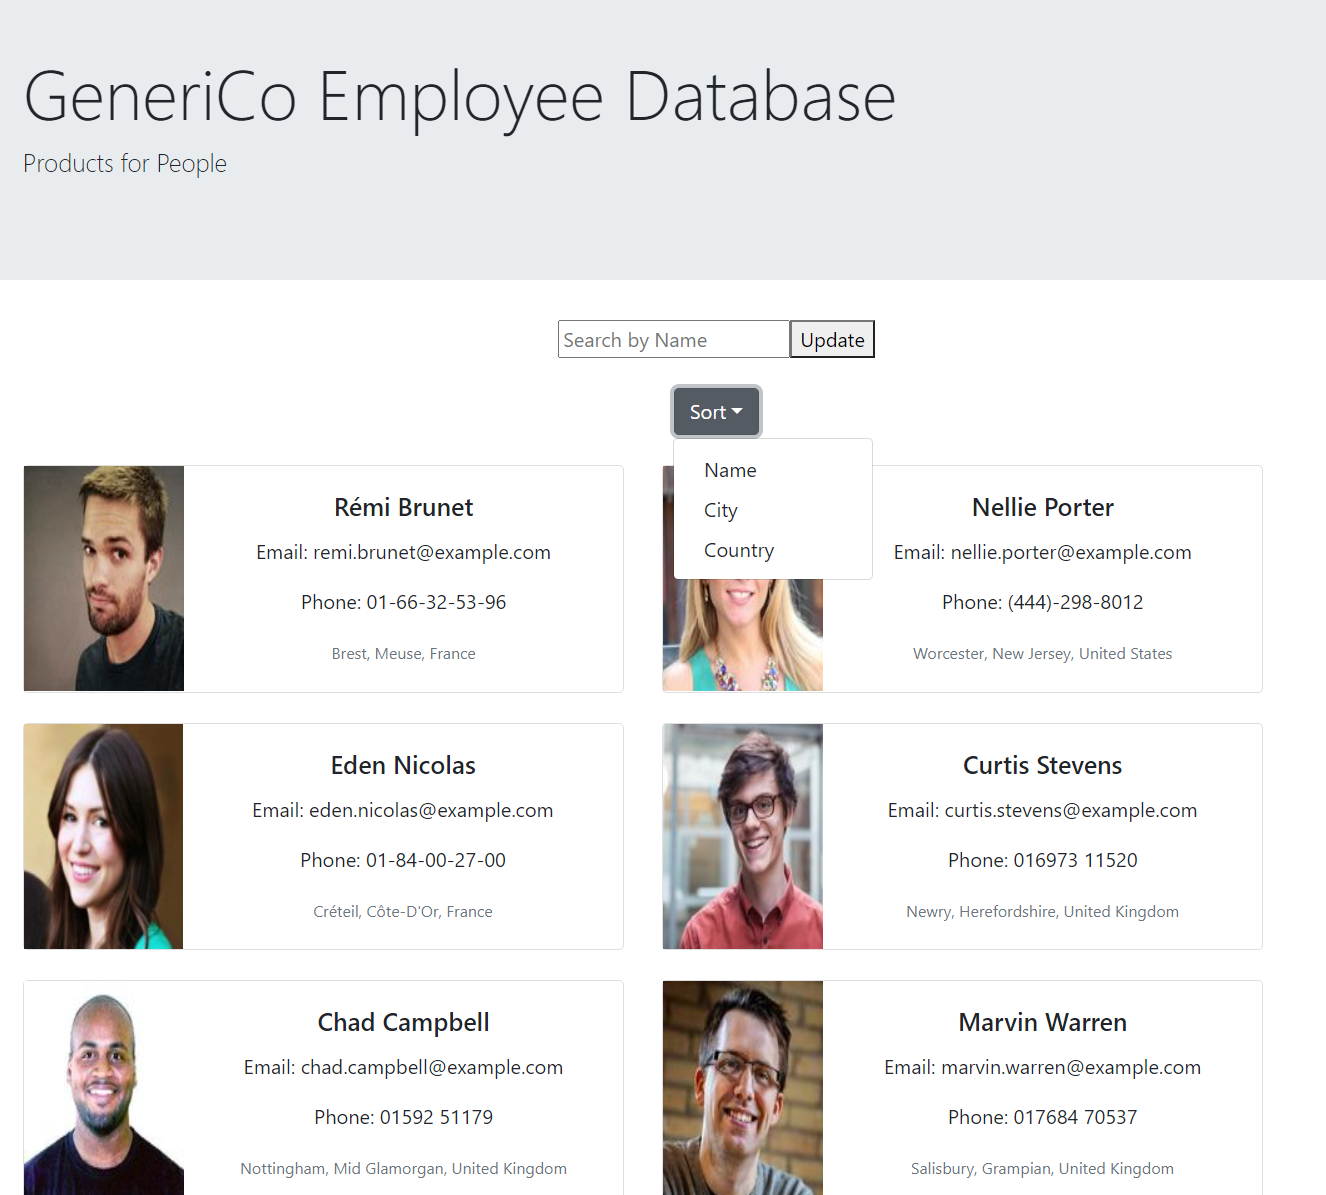 GeneriCo Employee Database
Products for People
Search by Name Update
Sort
Name
City
Country
Rémi Brunet
Email: remi.brunet@example.com
Phone: 01-66-32-53-96
Brest, Meuse, France
Nellie Porter
Email: nellie.porter@example.com
Phone: (444)-298-8012
Worcester, New Jersey, United States
Eden Nicolas
Email: eden.nicolas@example.com
Phone: 01-84-00-27-00
Créteil, Côte-D'Or, France
Curtis Stevens
Email: curtis.stevens@example.com
Phone: 016973 11520
Newry, Herefordshire, United Kingdom
Chad Campbell
Email: chad.campbell@example.com
Phone: 01592 51179
Nottingham, Mid Glamorgan, United Kingdom
Marvin Warren
Email: marvin.warren@example.com
Phone: 017684 70537
Salisbury, Grampian, United Kingdom